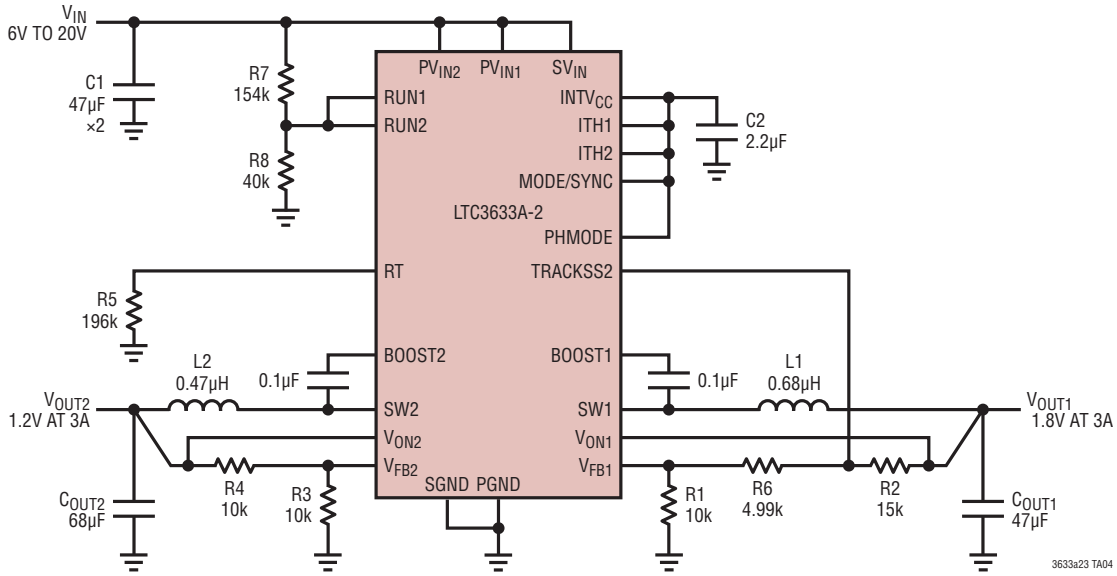 VIN
6V TO 20V
C1
47µF
×2
R7
154k
R8
40k
PVIN2
PVIN1
SVIN
RUN1
RUN2
INTVCC
ITH1
ITH2
MODE/SYNC
LTC3633A-2
PHMODE
C2
2.2µF
RT
TRACKSS2
R5
196k
BOOST2
BOOST1
L2
0.47µH
0.1µF
0.1µF
L1
0.68µH
VOUT2
1.2V AT 3A
SW2
SW1
VOUT1
1.8V AT 3A
VON2
VON1
VFB2
VFB1
SGND
PGND
R4
10k
R3
10k
R1
10k
R6
4.99k
R2
15k
COUT2
68µF
COUT1
47µF
3633a23 TA04